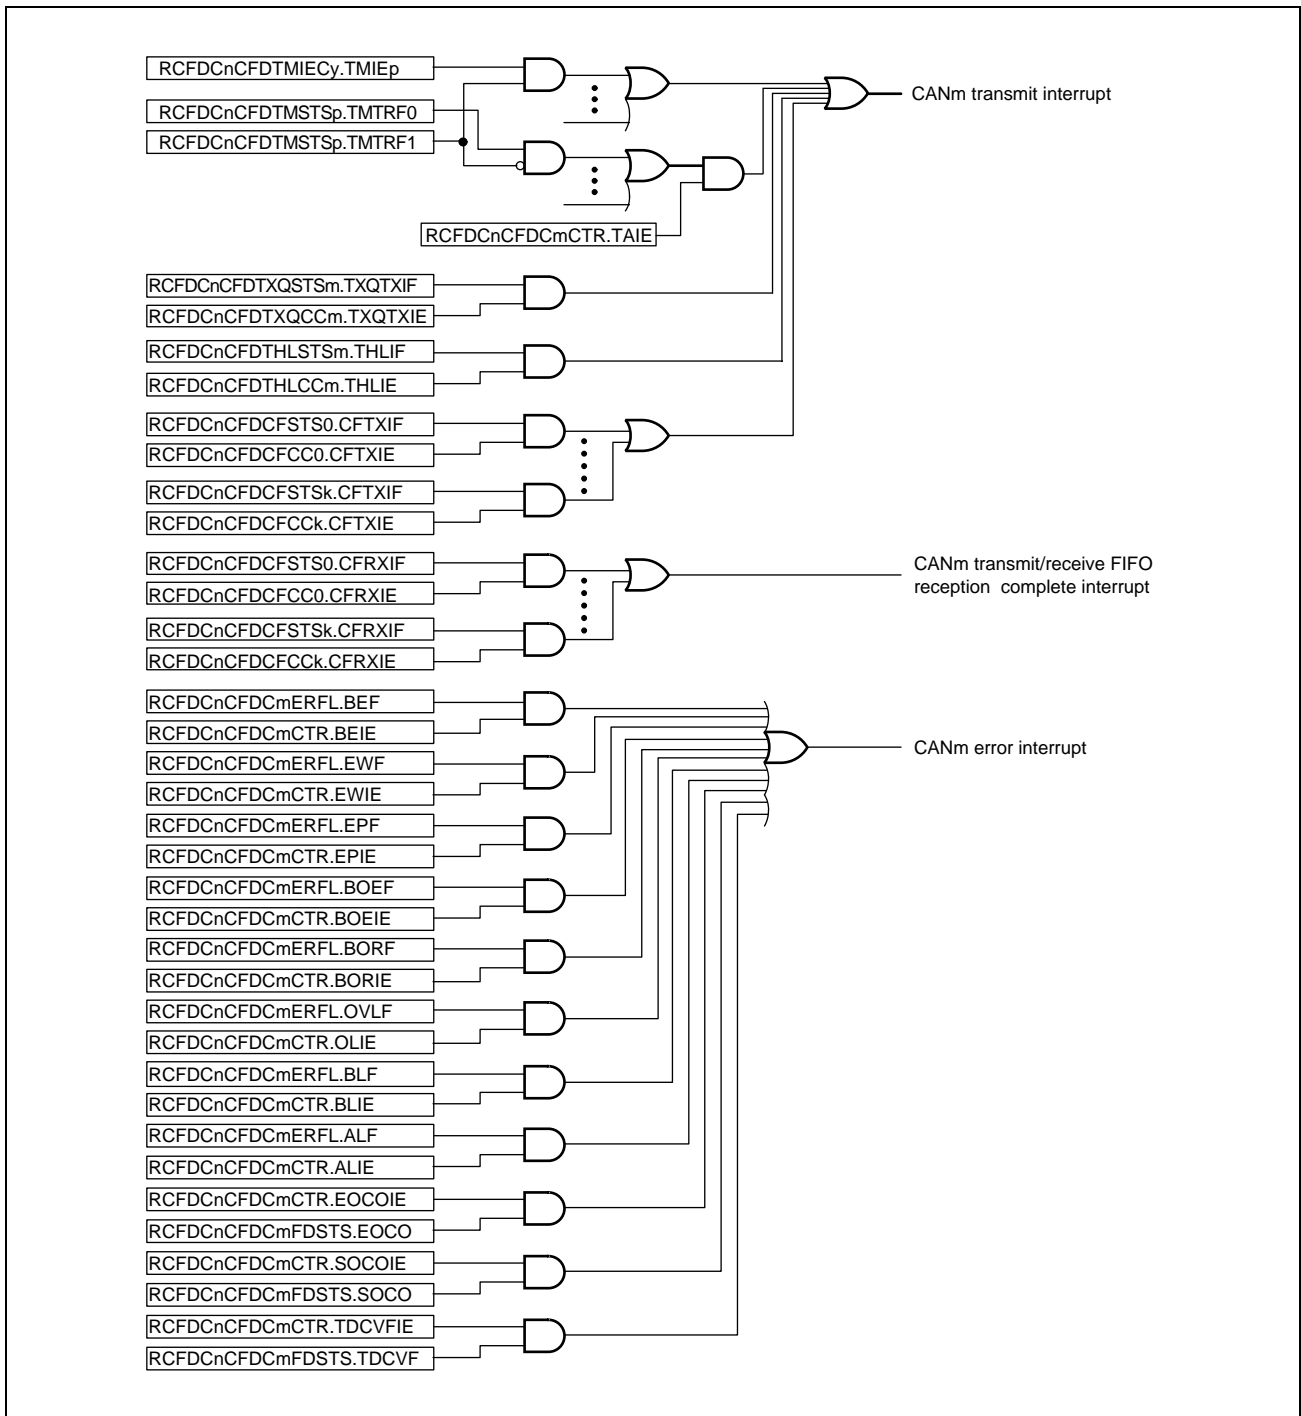 RCFDCnCFDTMIECy.TMIEp
RCFDCnCFDTMSTSp.TMTRF0
RCFDCnCFDTMSTSp.TMTRF1
CANm transmit interrupt
RCFDCnCFDCmCTR.TAIE
RCFDCnCFDTXQSTSm.TXQTXIF
RCFDCnCFDTXQCCm.TXQTXIE
RCFDCnCFDTHLSTSm.THLIF
RCFDCnCFDTHLCCm.THLIE
RCFDCnCFDCFSTS0.CFTXIF
RCFDCnCFDCFCC0.CFTXIE
RCFDCnCFDCFSTSk.CFTXIF
RCFDCnCFDCFCCk.CFTXIE
RCFDCnCFDCFSTS0.CFRXIF
RCFDCnCFDCFCC0.CFRXIE
CANm transmit/receive FIFO
reception complete interrupt
RCFDCnCFDCFSTSk.CFRXIF
RCFDCnCFDCFCCk.CFRXIE
RCFDCnCFDCmERFL.BEF
RCFDCnCFDCmCTR.BEIE
CANm error interrupt
RCFDCnCFDCmERFL.EWF
RCFDCnCFDCmCTR.EWIE
RCFDCnCFDCmERFL.EPF
RCFDCnCFDCmCTR.EPIE
RCFDCnCFDCmERFL.BOEF
RCFDCnCFDCmCTR.BOEIE
RCFDCnCFDCmERFL.BORF
RCFDCnCFDCmCTR.BORIE
RCFDCnCFDCmERFL.OVLF
RCFDCnCFDCmCTR.OLIE
RCFDCnCFDCmERFL.BLF
RCFDCnCFDCmCTR.BLIE
RCFDCnCFDCmERFL.ALF
RCFDCnCFDCmCTR.ALIE
RCFDCnCFDCmCTR.EOCOIE
RCFDCnCFDCmFDSTS.EOCO
RCFDCnCFDCmCTR.SOCOIE
RCFDCnCFDCmFDSTS.SOCO
RCFDCnCFDCmCTR.TDCVFIE
RCFDCnCFDCmFDSTS.TDCVF